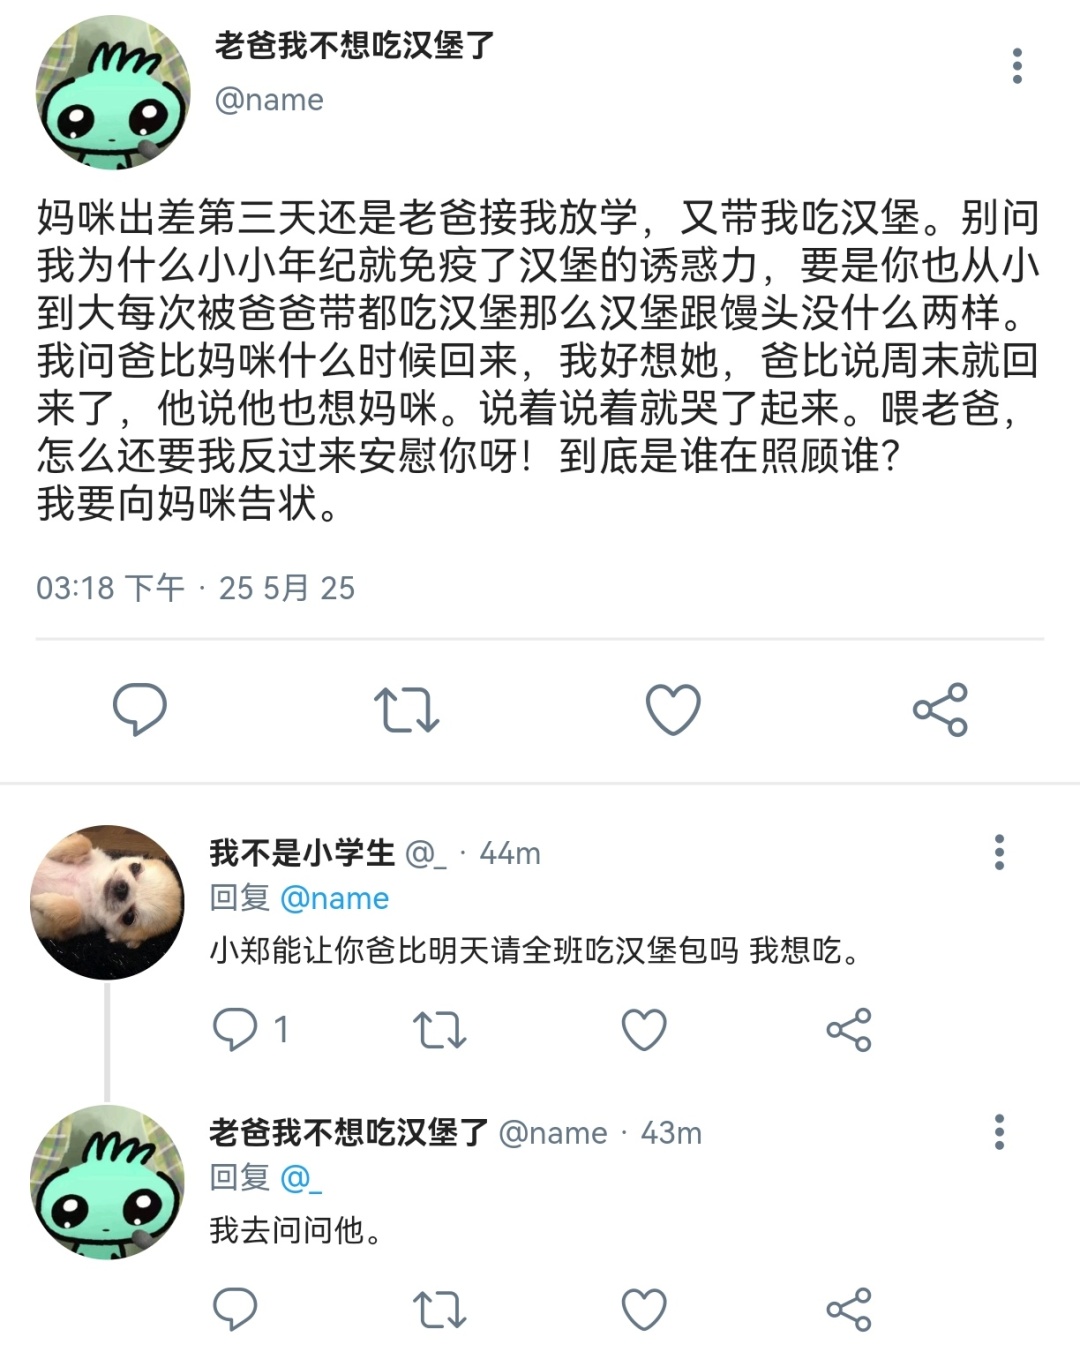 老爸我不想吃汉堡了
@name
妈咪出差第三天还是老爸接我放学，又带我吃汉堡。别问
我为什么小小年纪就免疫了汉堡的诱惑力，要是你也从小
到大每次被爸爸带都吃汉堡那么汉堡跟馒头没什么两样。
我问爸比妈咪什么时候回来，我好想她，爸比说周末就回
来了，他说他也想妈咪。说着说着就哭了起来。喂老爸，
怎么还要我反过来安慰你呀！到底是谁在照顾谁？
我要向妈咪告状。
03:18 下午 · 25 5月 25
我不是小学生 @_ · 44m
回复 @name
小郑能让你爸比明天请全班吃汉堡包吗 我想吃。
1
老爸我不想吃汉堡了 @name · 43m
回复 @_
我去问问他。